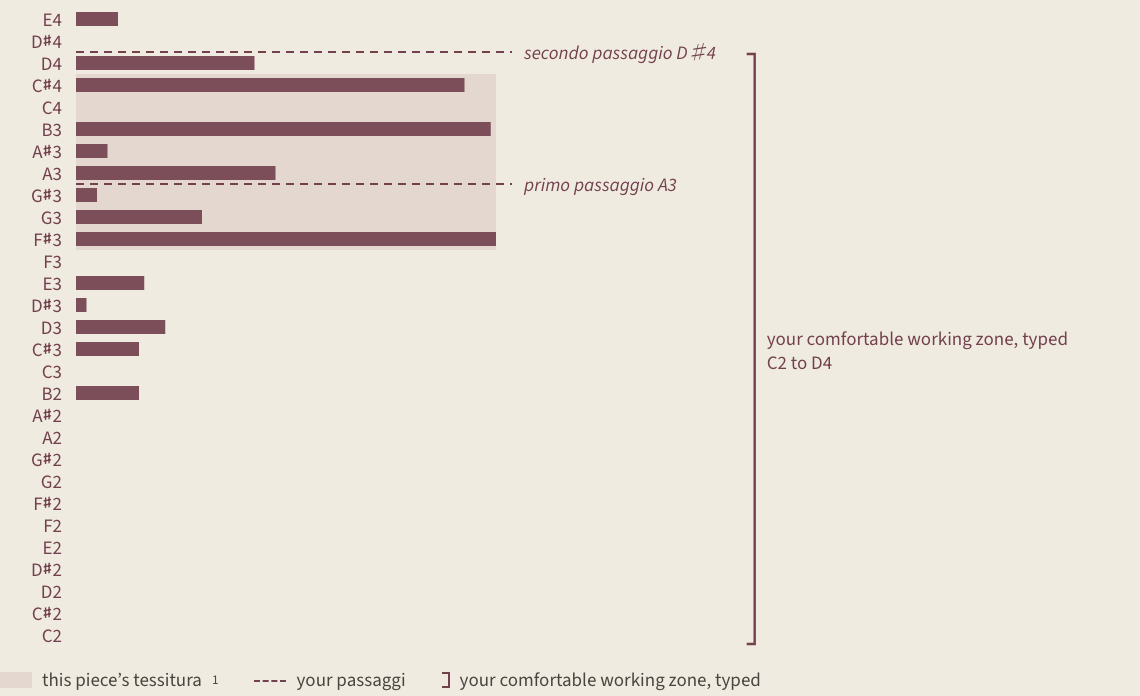 E4
D♯4
secondo passaggio D ♯4
D4
C♯4
C4
B3
A♯3
A3
primo passaggio A3
G♯3
G3
F♯3
F3
E3
D♯3
D3
your comfortable working zone, typed
C♯3
C2 to D4
C3
B2
A♯2
A2
G♯2
G2
F♯2
F2
E2
D♯2
D2
C♯2
C2
this piece’s tessitura 1 your passaggi your comfortable working zone, typed